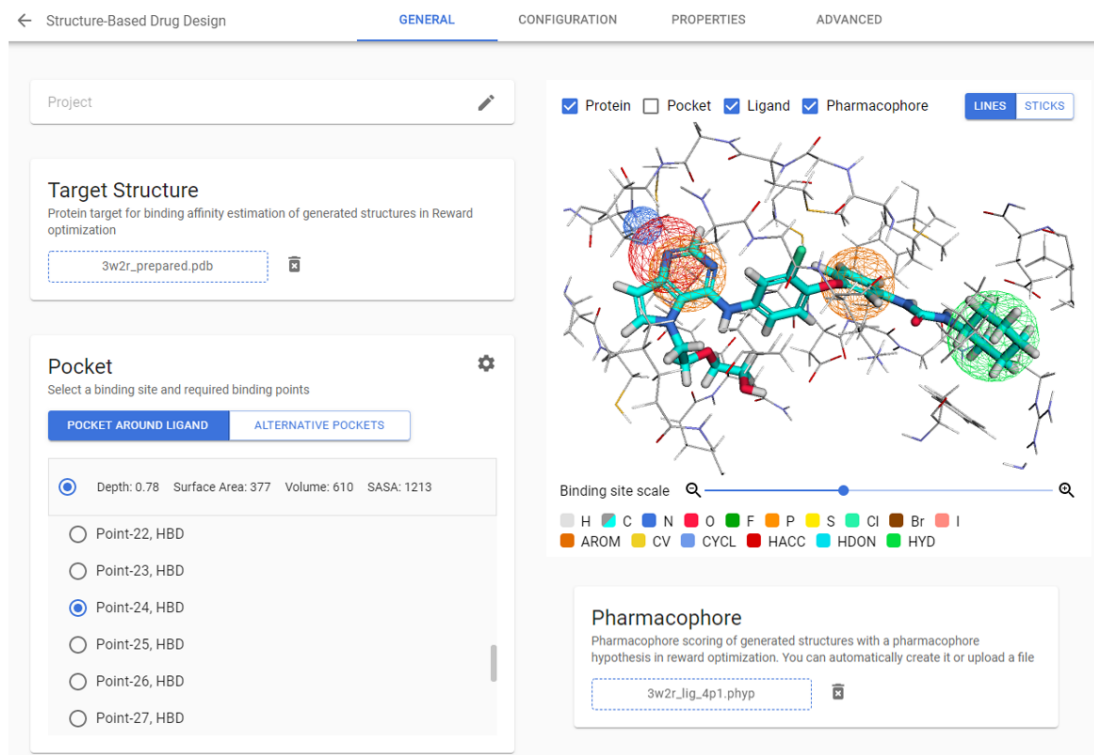 Structure-Based Drug Design
GENERAL
CONFIGURATION
PROPERTIES
ADVANCED
Project
Target Structure
Protein target for binding affinity estimation of generated structures in Reward
optimization
3w2r_prepared.pdb
Pocket
Select a binding site and required binding points
POCKET AROUND LIGAND
ALTERNATIVE POCKETS
Depth: 0.78 Surface Area: 377 Volume: 610 SASA: 1213
Point-22, HBD
Point-23, HBD
Point-24, HBD
Point-25, HBD
Point-26, HBD
Point-27, HBD
Protein Pocket Ligand Pharmacophore
LINES STICKS
Binding site scale
H C N O F P S Cl Br I
AROM CV CYCL HACC HDON HYD
Pharmacophore
Pharmacophore scoring of generated structures with a pharmacophore
hypothesis in reward optimization. You can automatically create it or upload a file
3w2r_lig_4p1.phyp